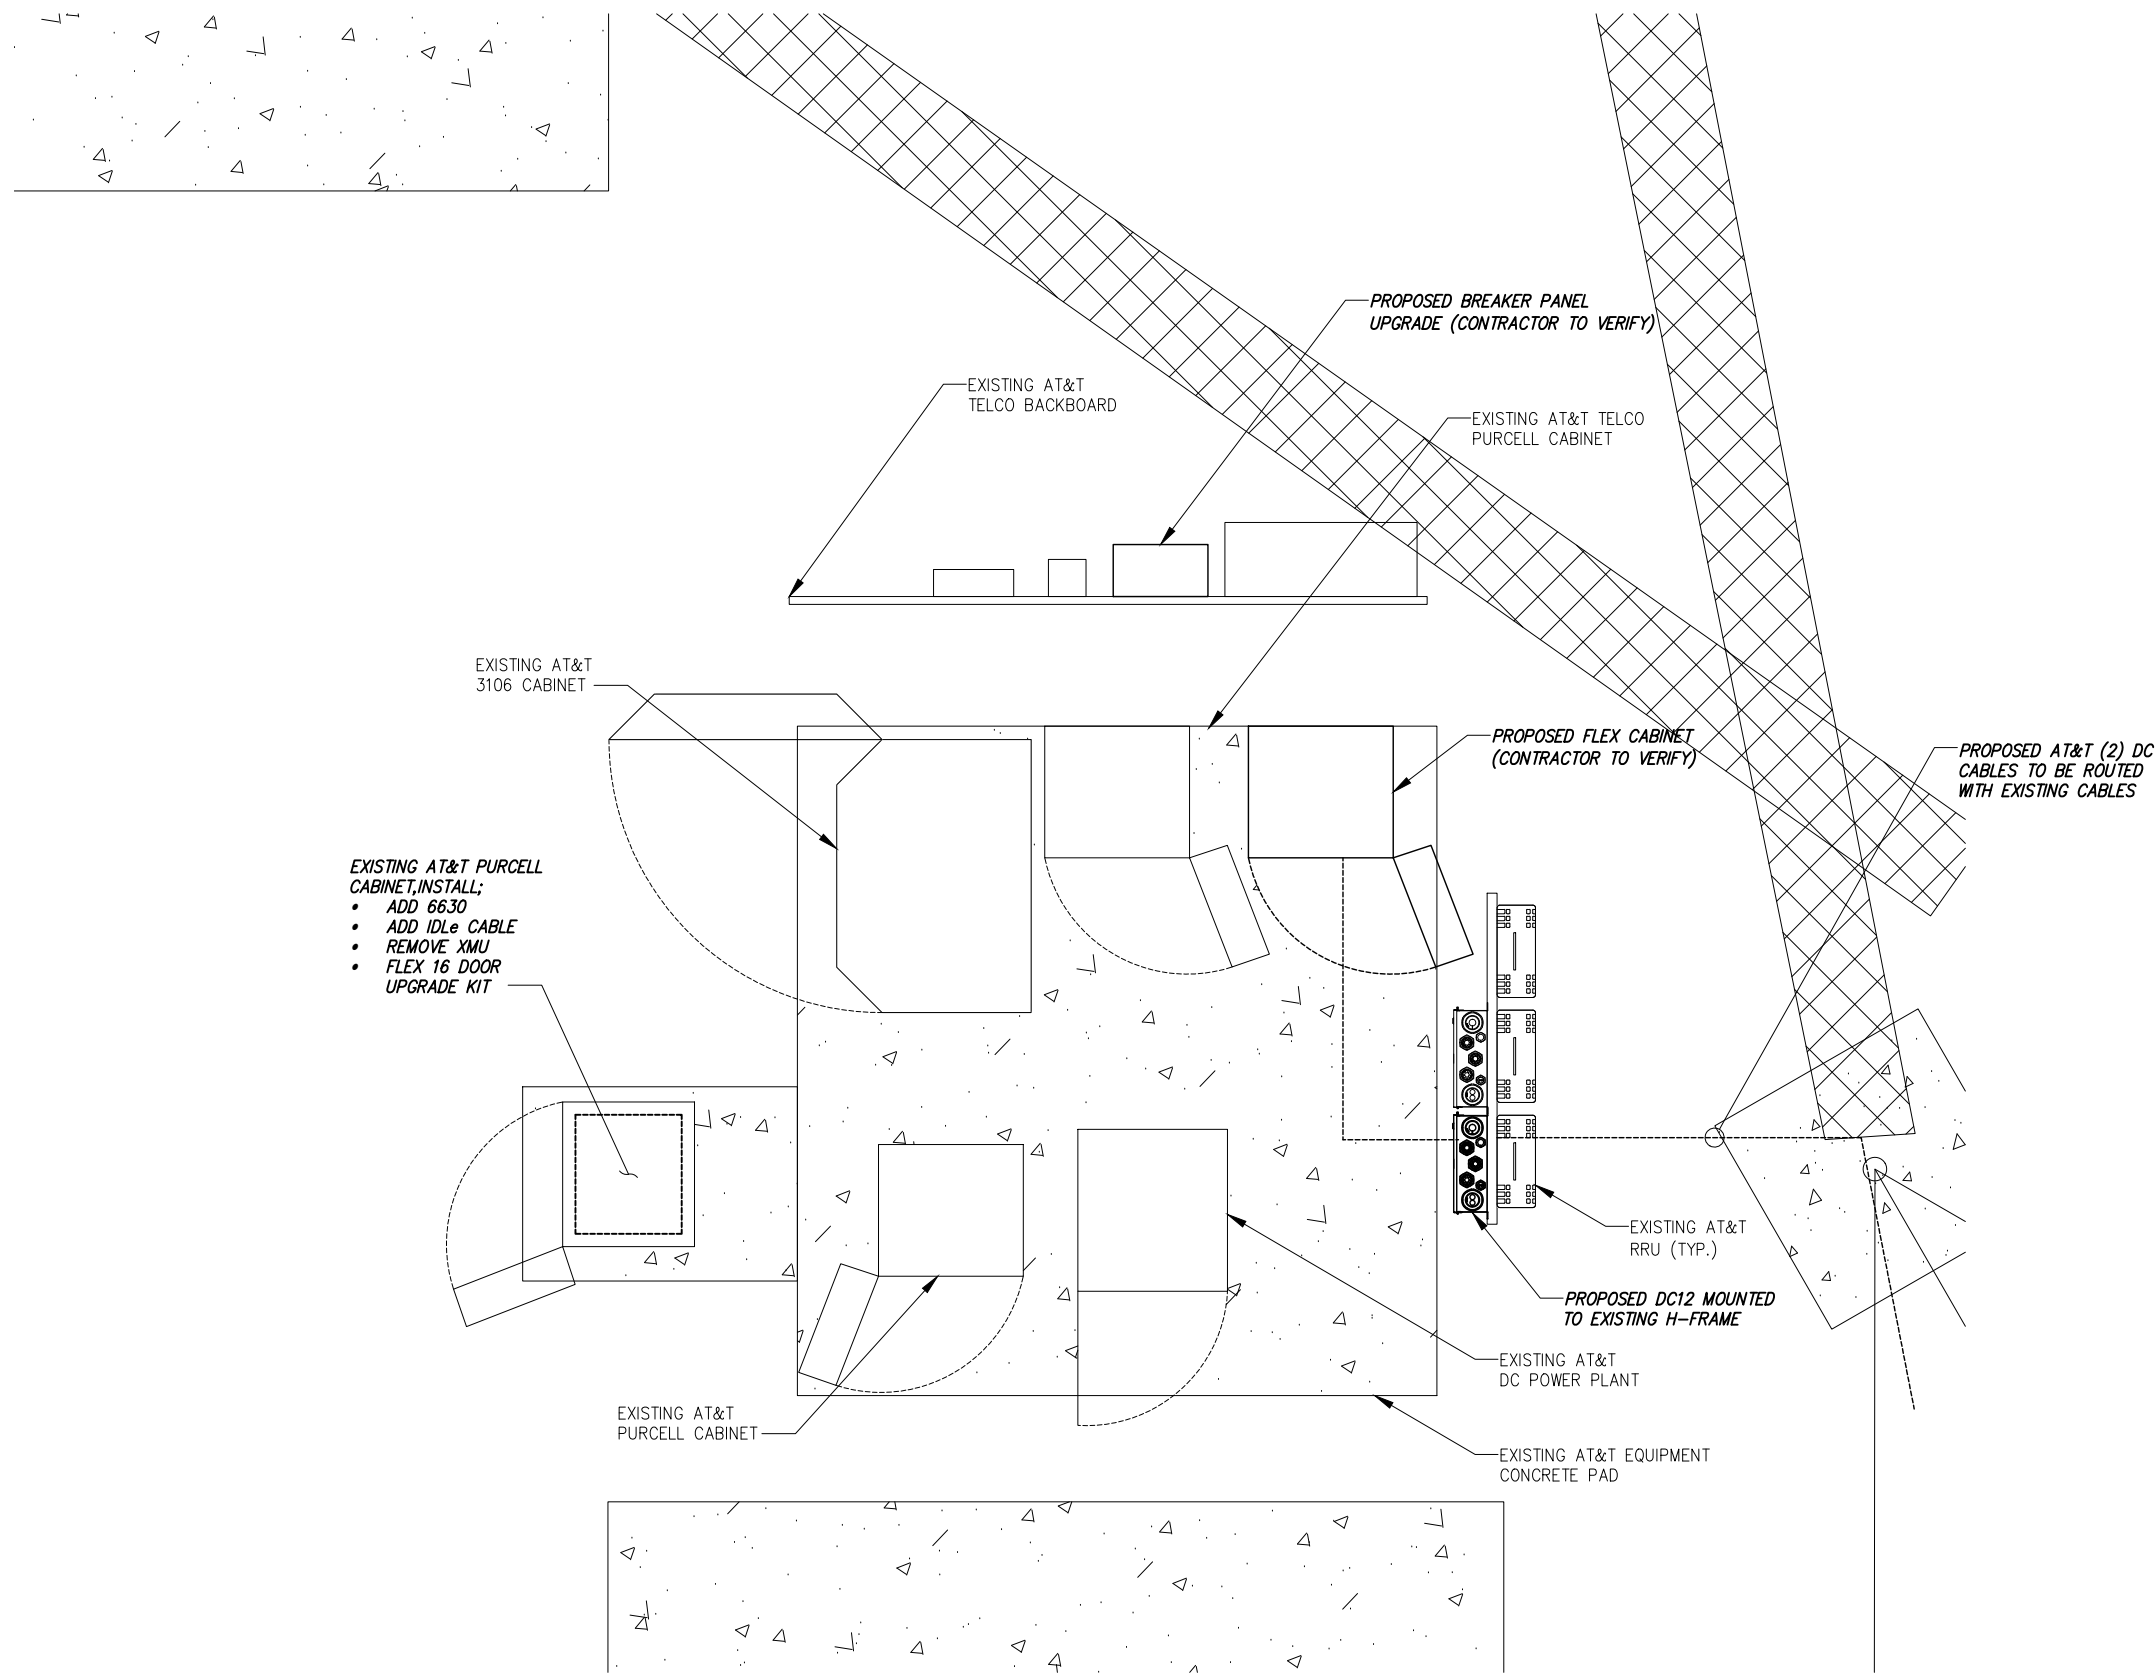 PROPOSED BREAKER PANEL
UPGRADE (CONTRACTOR TO VERIFY)
EXISTING AT&T
TELCO BACKBOARD
EXISTING AT&T TELCO
PURCELL CABINET
EXISTING AT&T
3106 CABINET
PROPOSED FLEX CABINET
(CONTRACTOR TO VERIFY)
PROPOSED AT&T (2) DC
CABLES TO BE ROUTED
WITH EXISTING CABLES
EXISTING AT&T PURCELL
CABINET,INSTALL;
• ADD 6630
• ADD IDLe CABLE
• REMOVE XMU
• FLEX 16 DOOR
UPGRADE KIT
EXISTING AT&T
RRU (TYP.)
PROPOSED DC12 MOUNTED
TO EXISTING H-FRAME
EXISTING AT&T
DC POWER PLANT
EXISTING AT&T
PURCELL CABINET
EXISTING AT&T EQUIPMENT
CONCRETE PAD